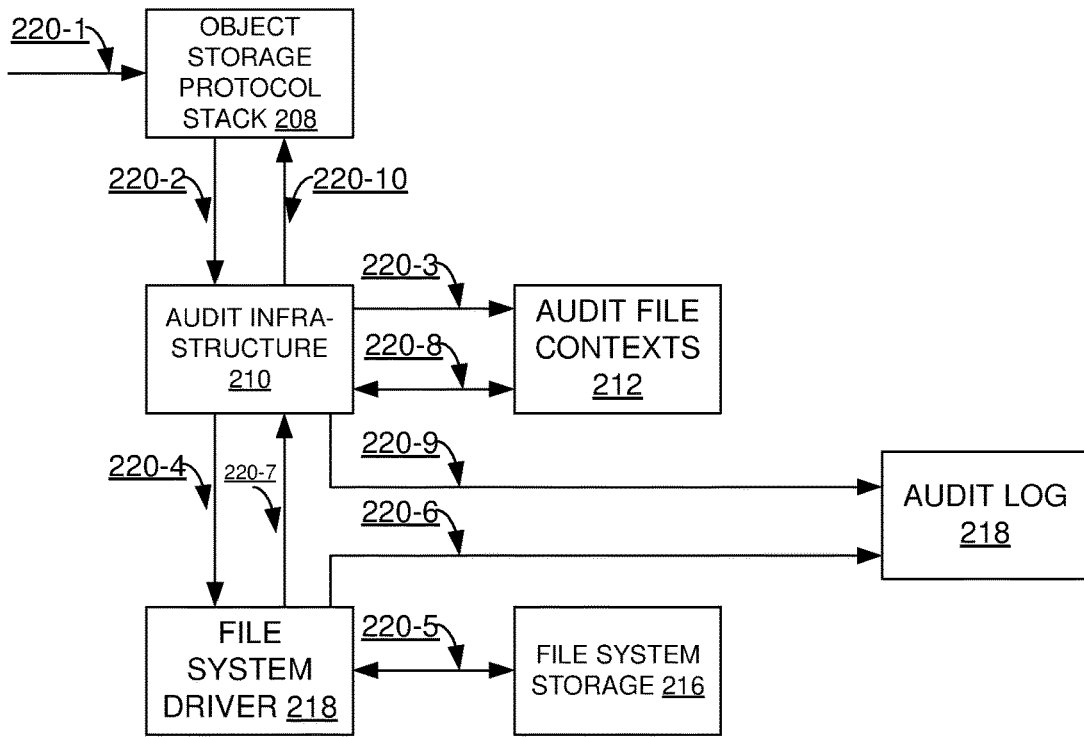 220-1
OBJECT
STORAGE
PROTOCOL
STACK 208
220-2
220-10
220-3
AUDIT INFRA-
STRUCTURE
210
AUDIT FILE
CONTEXTS
212
220-8
220-4
220-7
220-9
220-6
AUDIT LOG
218
FILE
SYSTEM
DRIVER 218
220-5
FILE SYSTEM
STORAGE 216